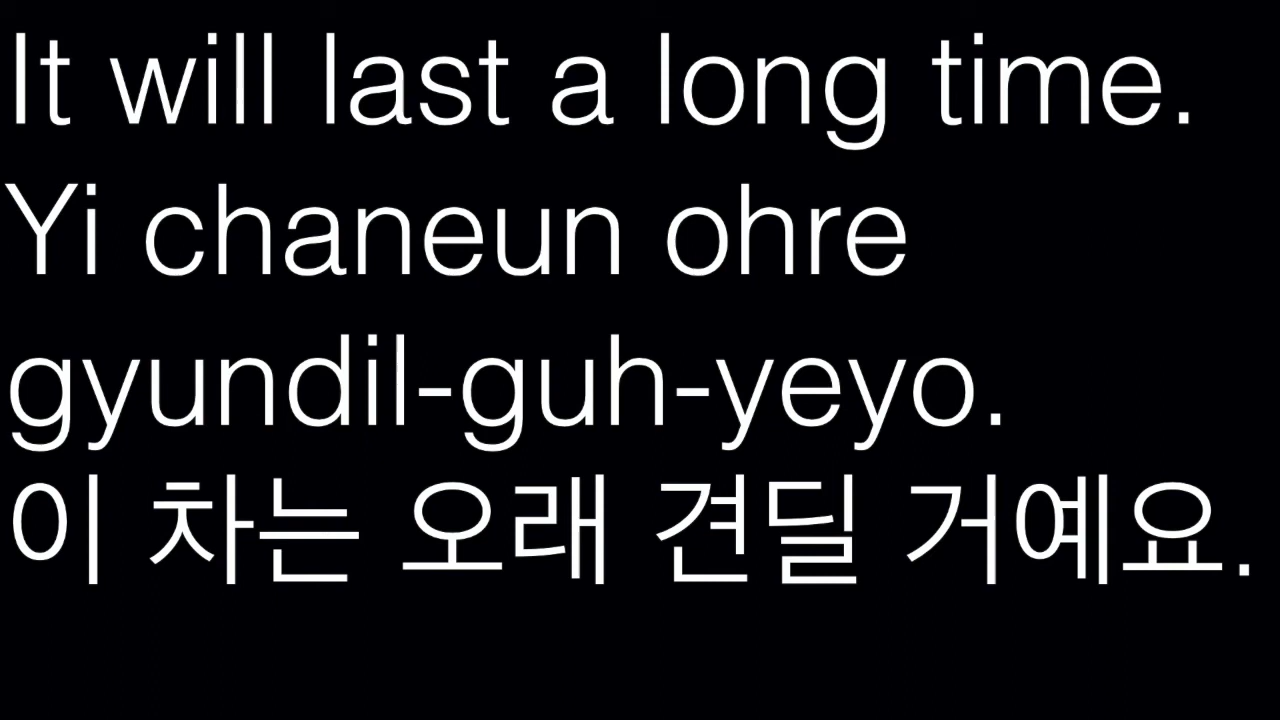 It will last a long time.
Yi chaneun ohre
gyundil-guh-yeyo.
이 차는 오래 견딜 거예요.